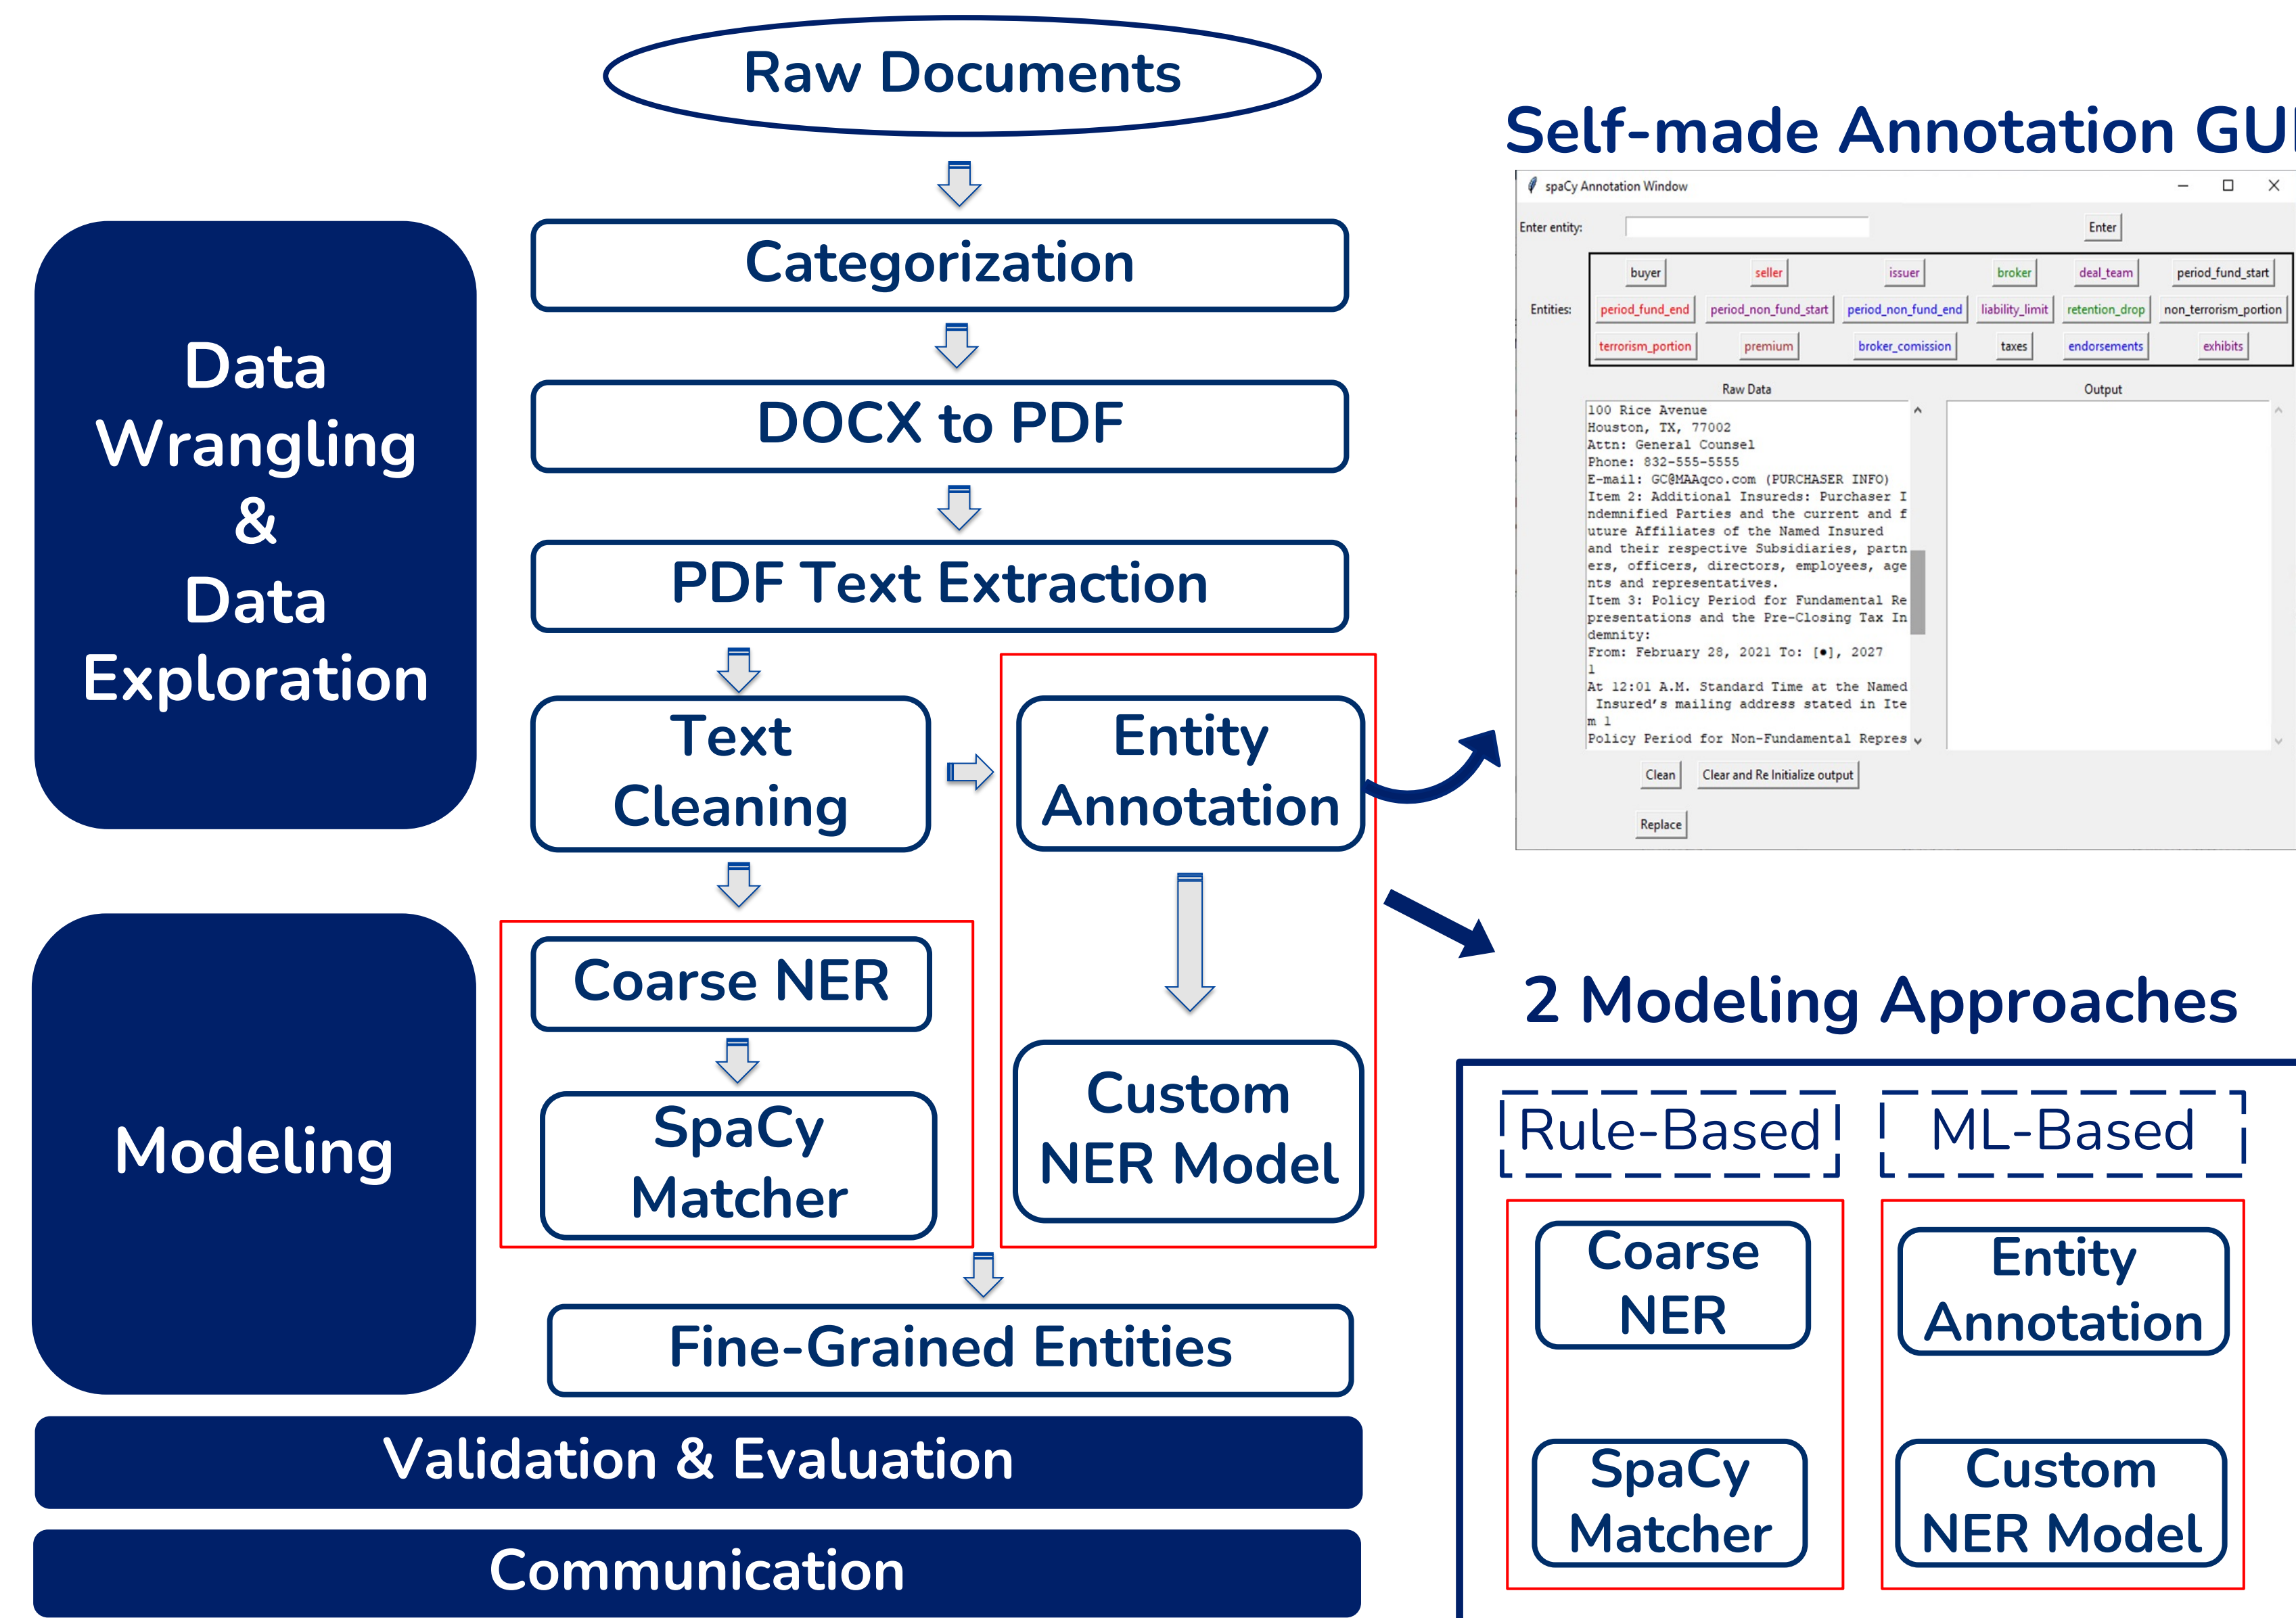 Raw Documents
Categorization
DOCX to PDF
PDF Text Extraction
Text
Cleaning
Entity
Annotation
Coarse NER
SpaCy
Matcher
Custom
NER Model
Fine-Grained Entities
Data
Wrangling
&
Data
Exploration
Modeling
Validation & Evaluation
Communication
Self-made Annotation GUI
spaCy Annotation Window
Enter entity:
Enter
Entities:
buyer seller issuer broker deal_team period_fund_start
period_fund_end period_non_fund_start period_non_fund_end liability_limit retention_drop non_terrorism_portion
terrorism_portion premium broker_comission taxes endorsements exhibits
Raw Data
Output
100 Rice Avenue
Houston, TX, 77002
Attn: General Counsel
Phone: 832-555-5555
E-mail: GC@MAAqco.com (PURCHASER INFO)
Item 2: Additional Insureds: Purchaser I
ndemnified Parties and the current and f
uture Affiliates of the Named Insured
and their respective Subsidiaries, partn
ers, officers, directors, employees, age
nts and representatives.
Item 3: Policy Period for Fundamental Re
presentations and the Pre-Closing Tax In
demnity:
From: February 28, 2021 To: [●], 2027
1
At 12:01 A.M. Standard Time at the Named
Insured’s mailing address stated in Ite
m 1
Policy Period for Non-Fundamental Repres
Clean
Clear and Re Initialize output
Replace
2 Modeling Approaches
Rule-Based
ML-Based
Coarse
NER
Entity
Annotation
SpaCy
Matcher
Custom
NER Model